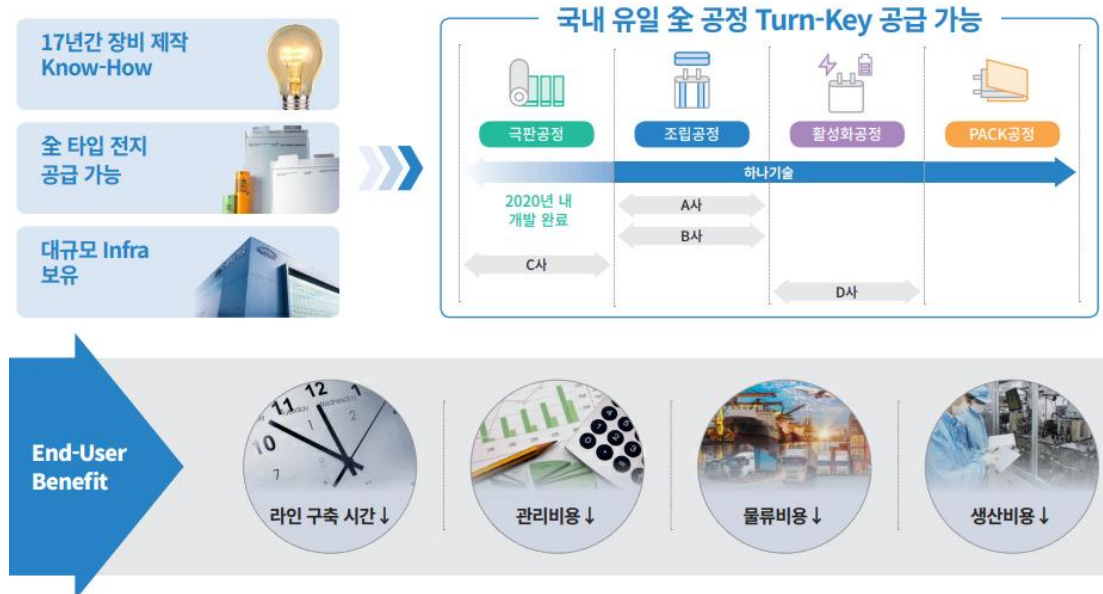 17년간 장비 제작
Know-How
全 타입 전지
공급 가능
대규모 Infra
보유
국내 유일 全 공정 Turn-Key 공급 가능
극판공정
조립공정
활성화공정
PACK공정
하나기술
2020년 내
개발 완료
A사
B사
C사
D사
End-User
Benefit
라인 구축 시간↓
관리비용↓
물류비용↓
생산비용↓